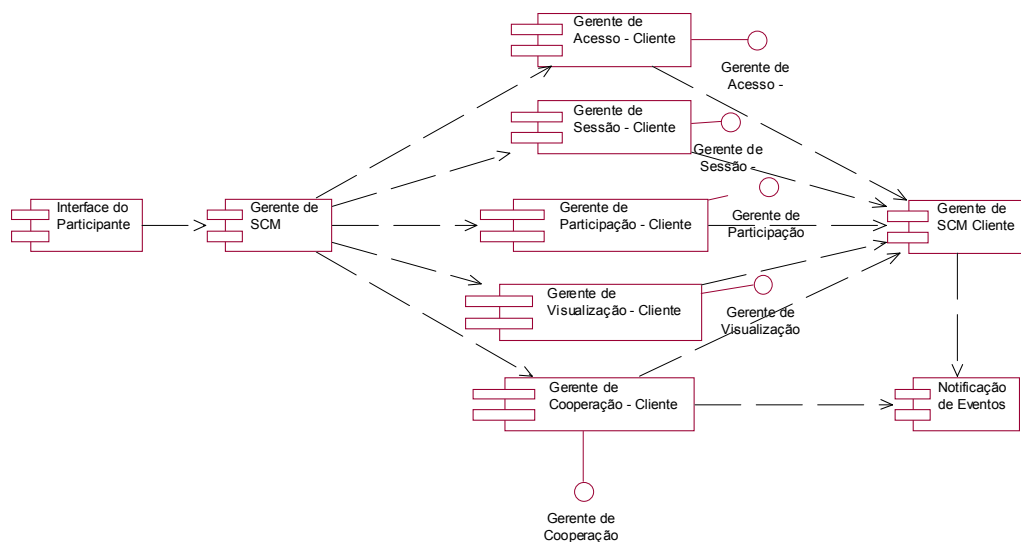 Gerente de
Acesso - Cliente
Gerente de
Acesso -
Gerente de
Sessão - Cliente
Gerente de
Sessão -
Interface do
Participante
Gerente de
SCM
Gerente de
Participação - Cliente
Gerente de
Participação
Gerente de
SCM Cliente
Gerente de
Visualização - Cliente
Gerente de
Visualização
Gerente de
Cooperação - Cliente
Notificação
de Eventos
Gerente de
Cooperação